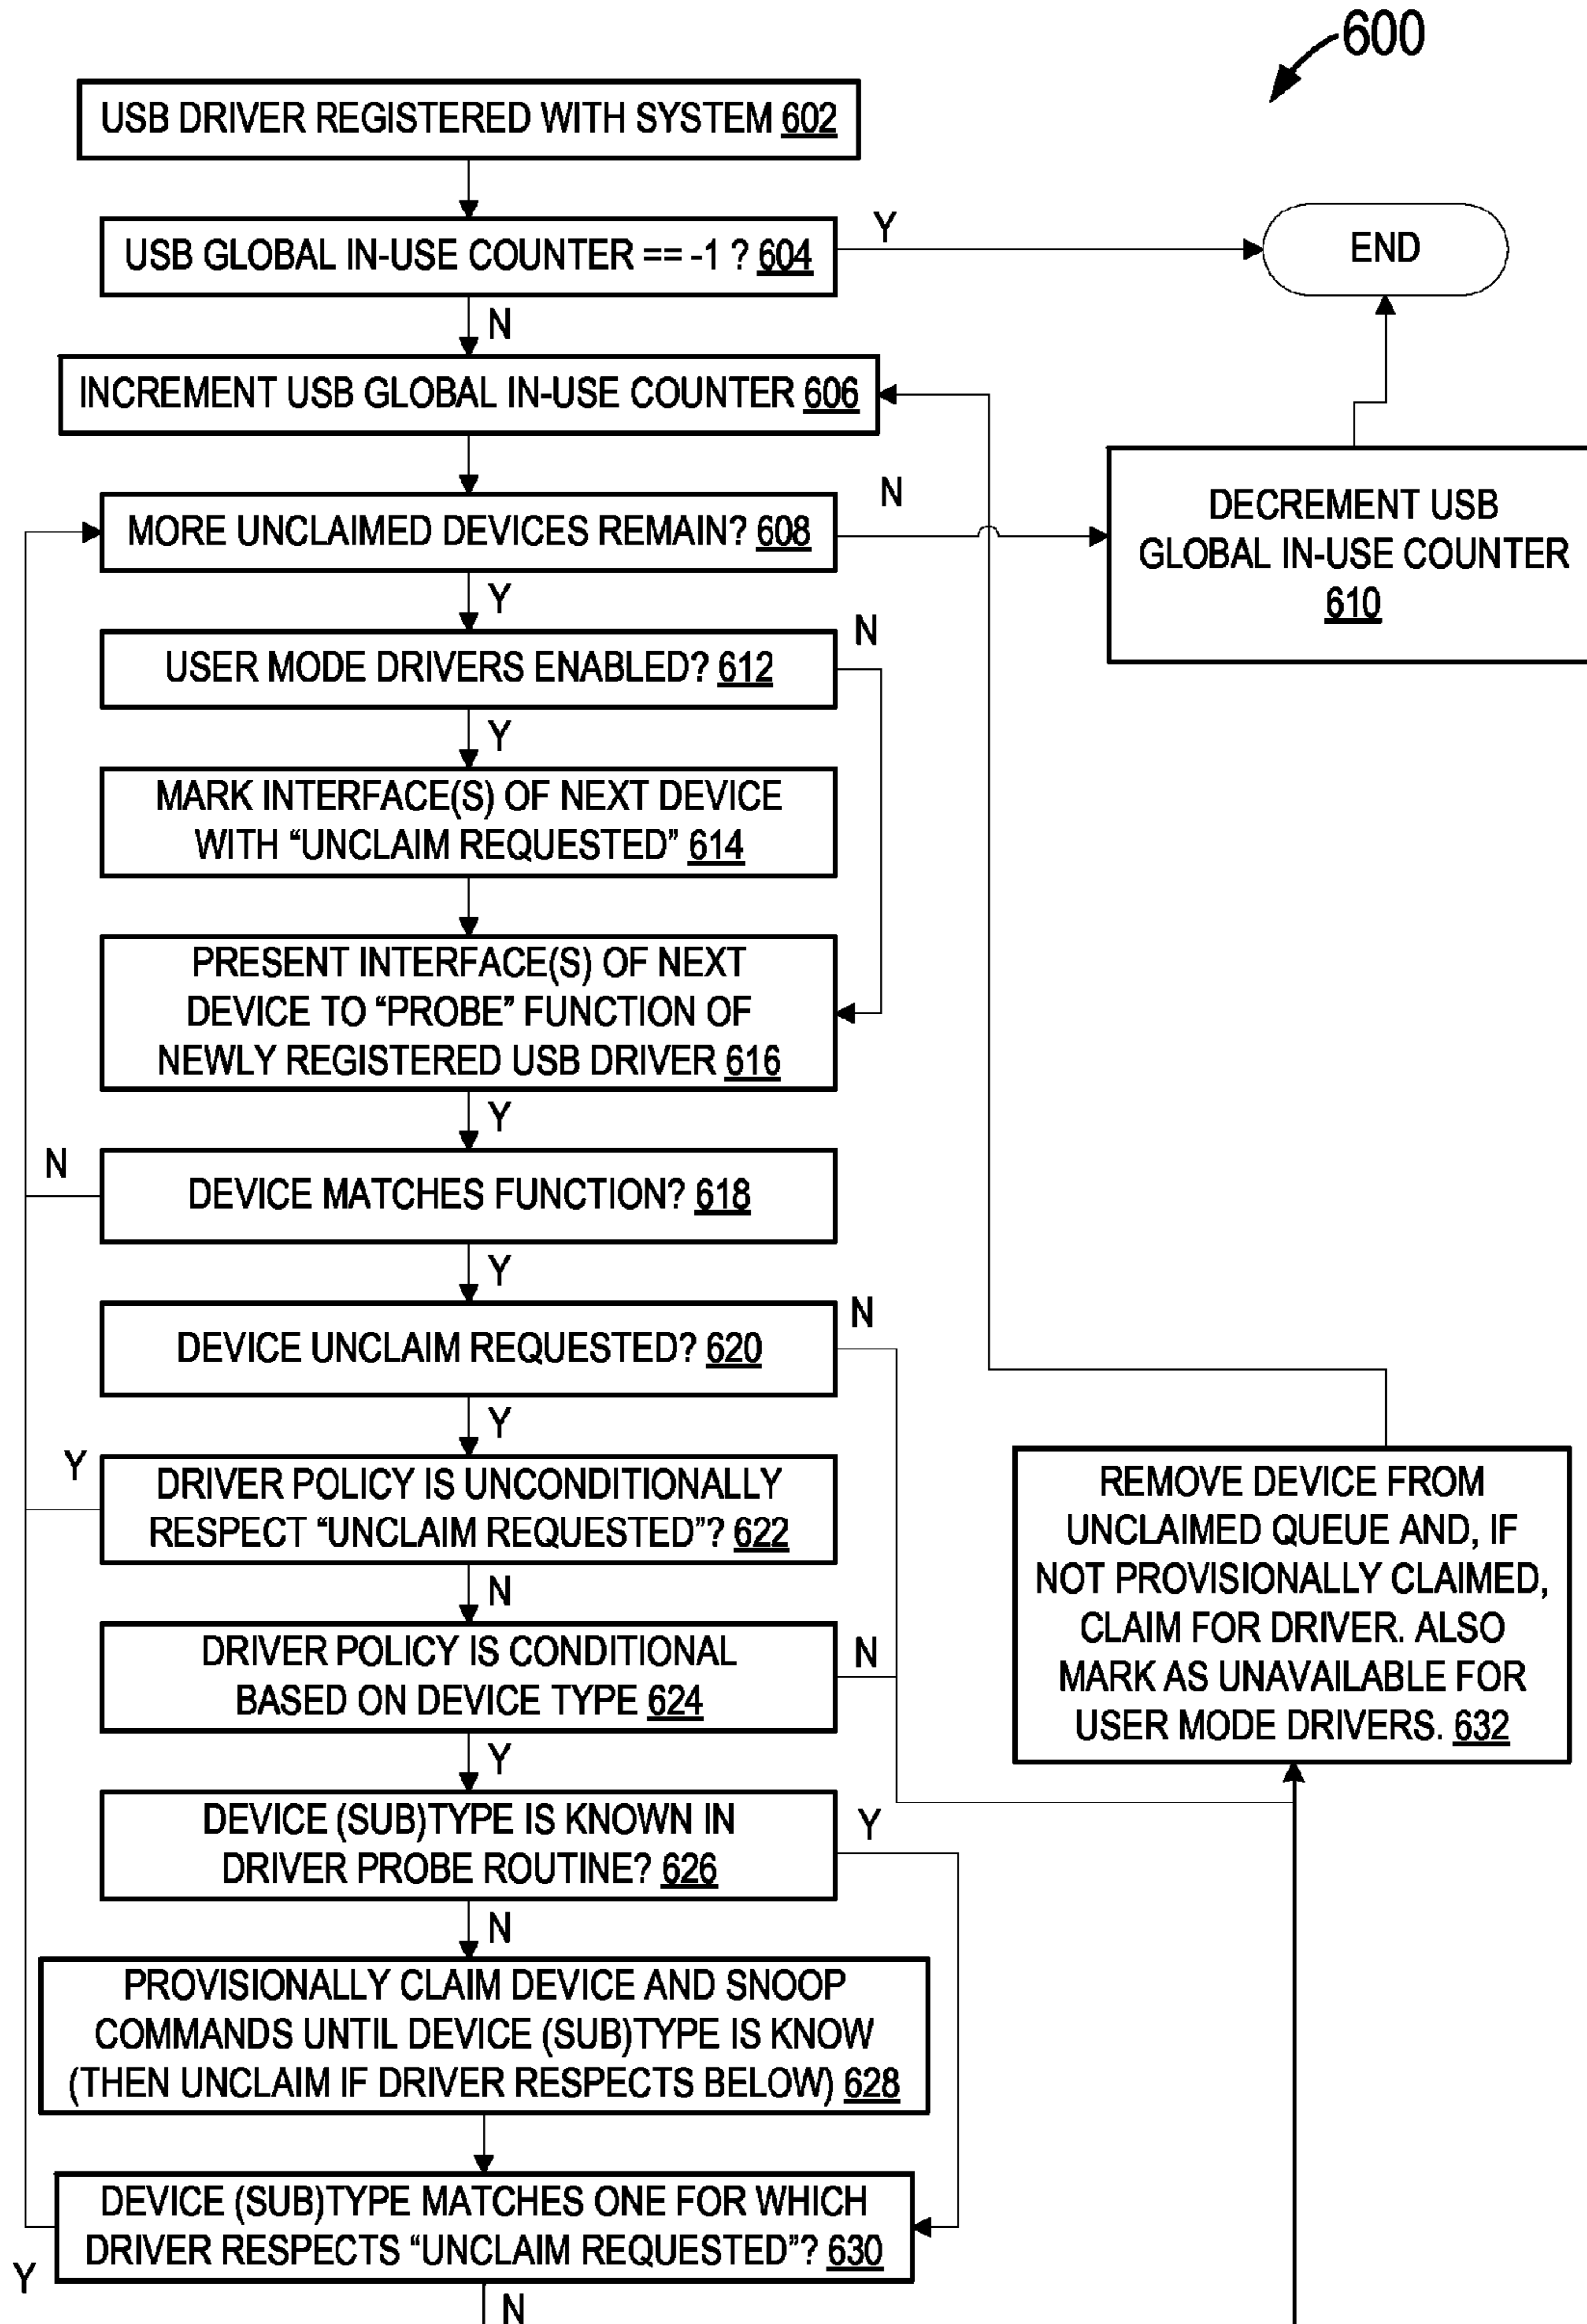 600
USB DRIVER REGISTERED WITH SYSTEM 602
USB GLOBAL IN-USE COUNTER == -1 ? 604
Y
END
N
INCREMENT USB GLOBAL IN-USE COUNTER 606
MORE UNCLAIMED DEVICES REMAIN? 608
N
DECREMENT USB
GLOBAL IN-USE COUNTER
610
Y
USER MODE DRIVERS ENABLED? 612
N
Y
MARK INTERFACE(S) OF NEXT DEVICE
WITH “UNCLAIM REQUESTED” 614
PRESENT INTERFACE(S) OF NEXT
DEVICE TO “PROBE” FUNCTION OF
NEWLY REGISTERED USB DRIVER 616
Y
N
DEVICE MATCHES FUNCTION? 618
Y
DEVICE UNCLAIM REQUESTED? 620
N
Y
Y
DRIVER POLICY IS UNCONDITIONALLY
RESPECT “UNCLAIM REQUESTED”? 622
N
DRIVER POLICY IS CONDITIONAL
BASED ON DEVICE TYPE 624
N
Y
REMOVE DEVICE FROM
UNCLAIMED QUEUE AND, IF
NOT PROVISIONALLY CLAIMED,
CLAIM FOR DRIVER. ALSO
MARK AS UNAVAILABLE FOR
USER MODE DRIVERS. 632
DEVICE (SUB)TYPE IS KNOWN IN
DRIVER PROBE ROUTINE? 626
Y
N
PROVISIONALLY CLAIM DEVICE AND SNOOP
COMMANDS UNTIL DEVICE (SUB)TYPE IS KNOW
(THEN UNCLAIM IF DRIVER RESPECTS BELOW) 628
DEVICE (SUB)TYPE MATCHES ONE FOR WHICH
DRIVER RESPECTS “UNCLAIM REQUESTED”? 630
Y
N